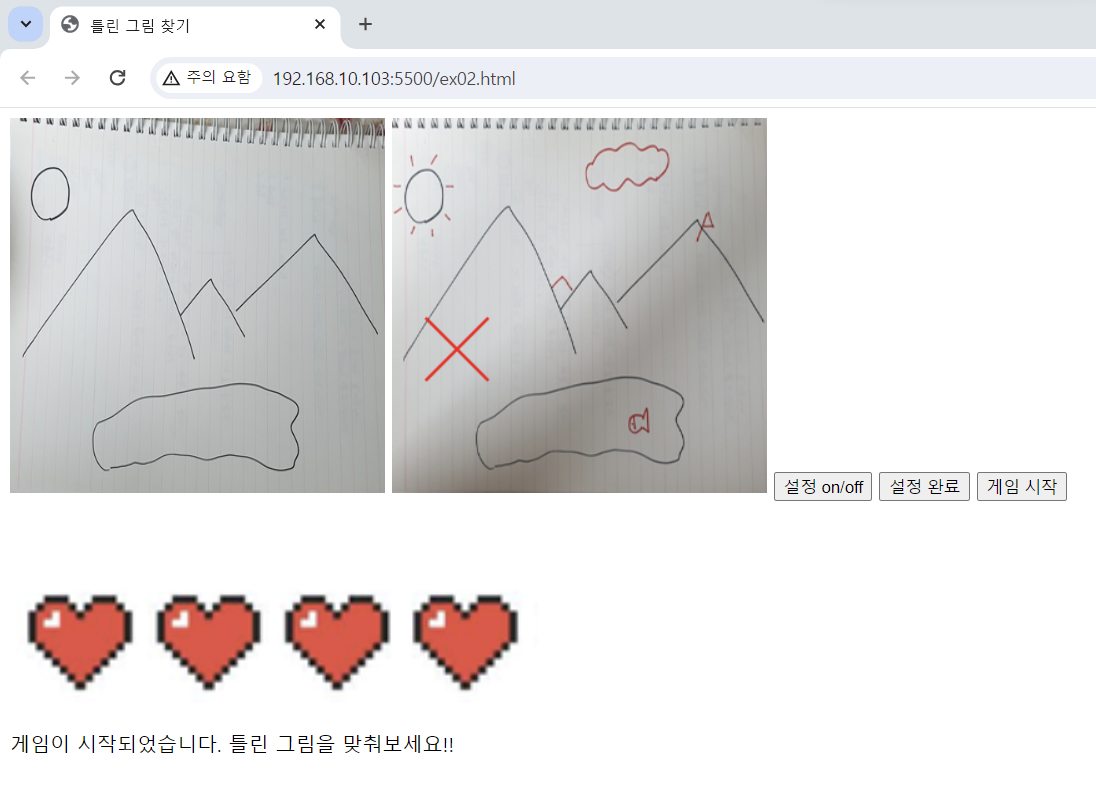 틀린 그림 찾기
주의 요함 192.168.10.103:5500/ex02.html
설정 on/off 설정 완료 게임 시작
게임이 시작되었습니다. 틀린 그림을 맞춰보세요!!